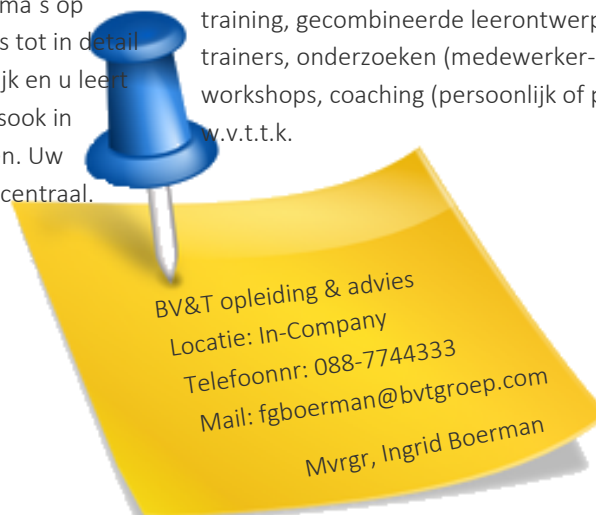 ma's op
s tot in detail
jk en u leert
sook in
n. Uw
centraal.
training, gecombineerde leerontwerp
trainers, onderzoeken (medewerker-
workshops, coaching (persoonlijk of p
w.v.t.t.k.
BV&T opleiding & advies
Locatie: In-Company
Telefoonnr: 088-7744333
Mail: fgboerman@bvtgroep.com
Mvrgr, Ingrid Boerman